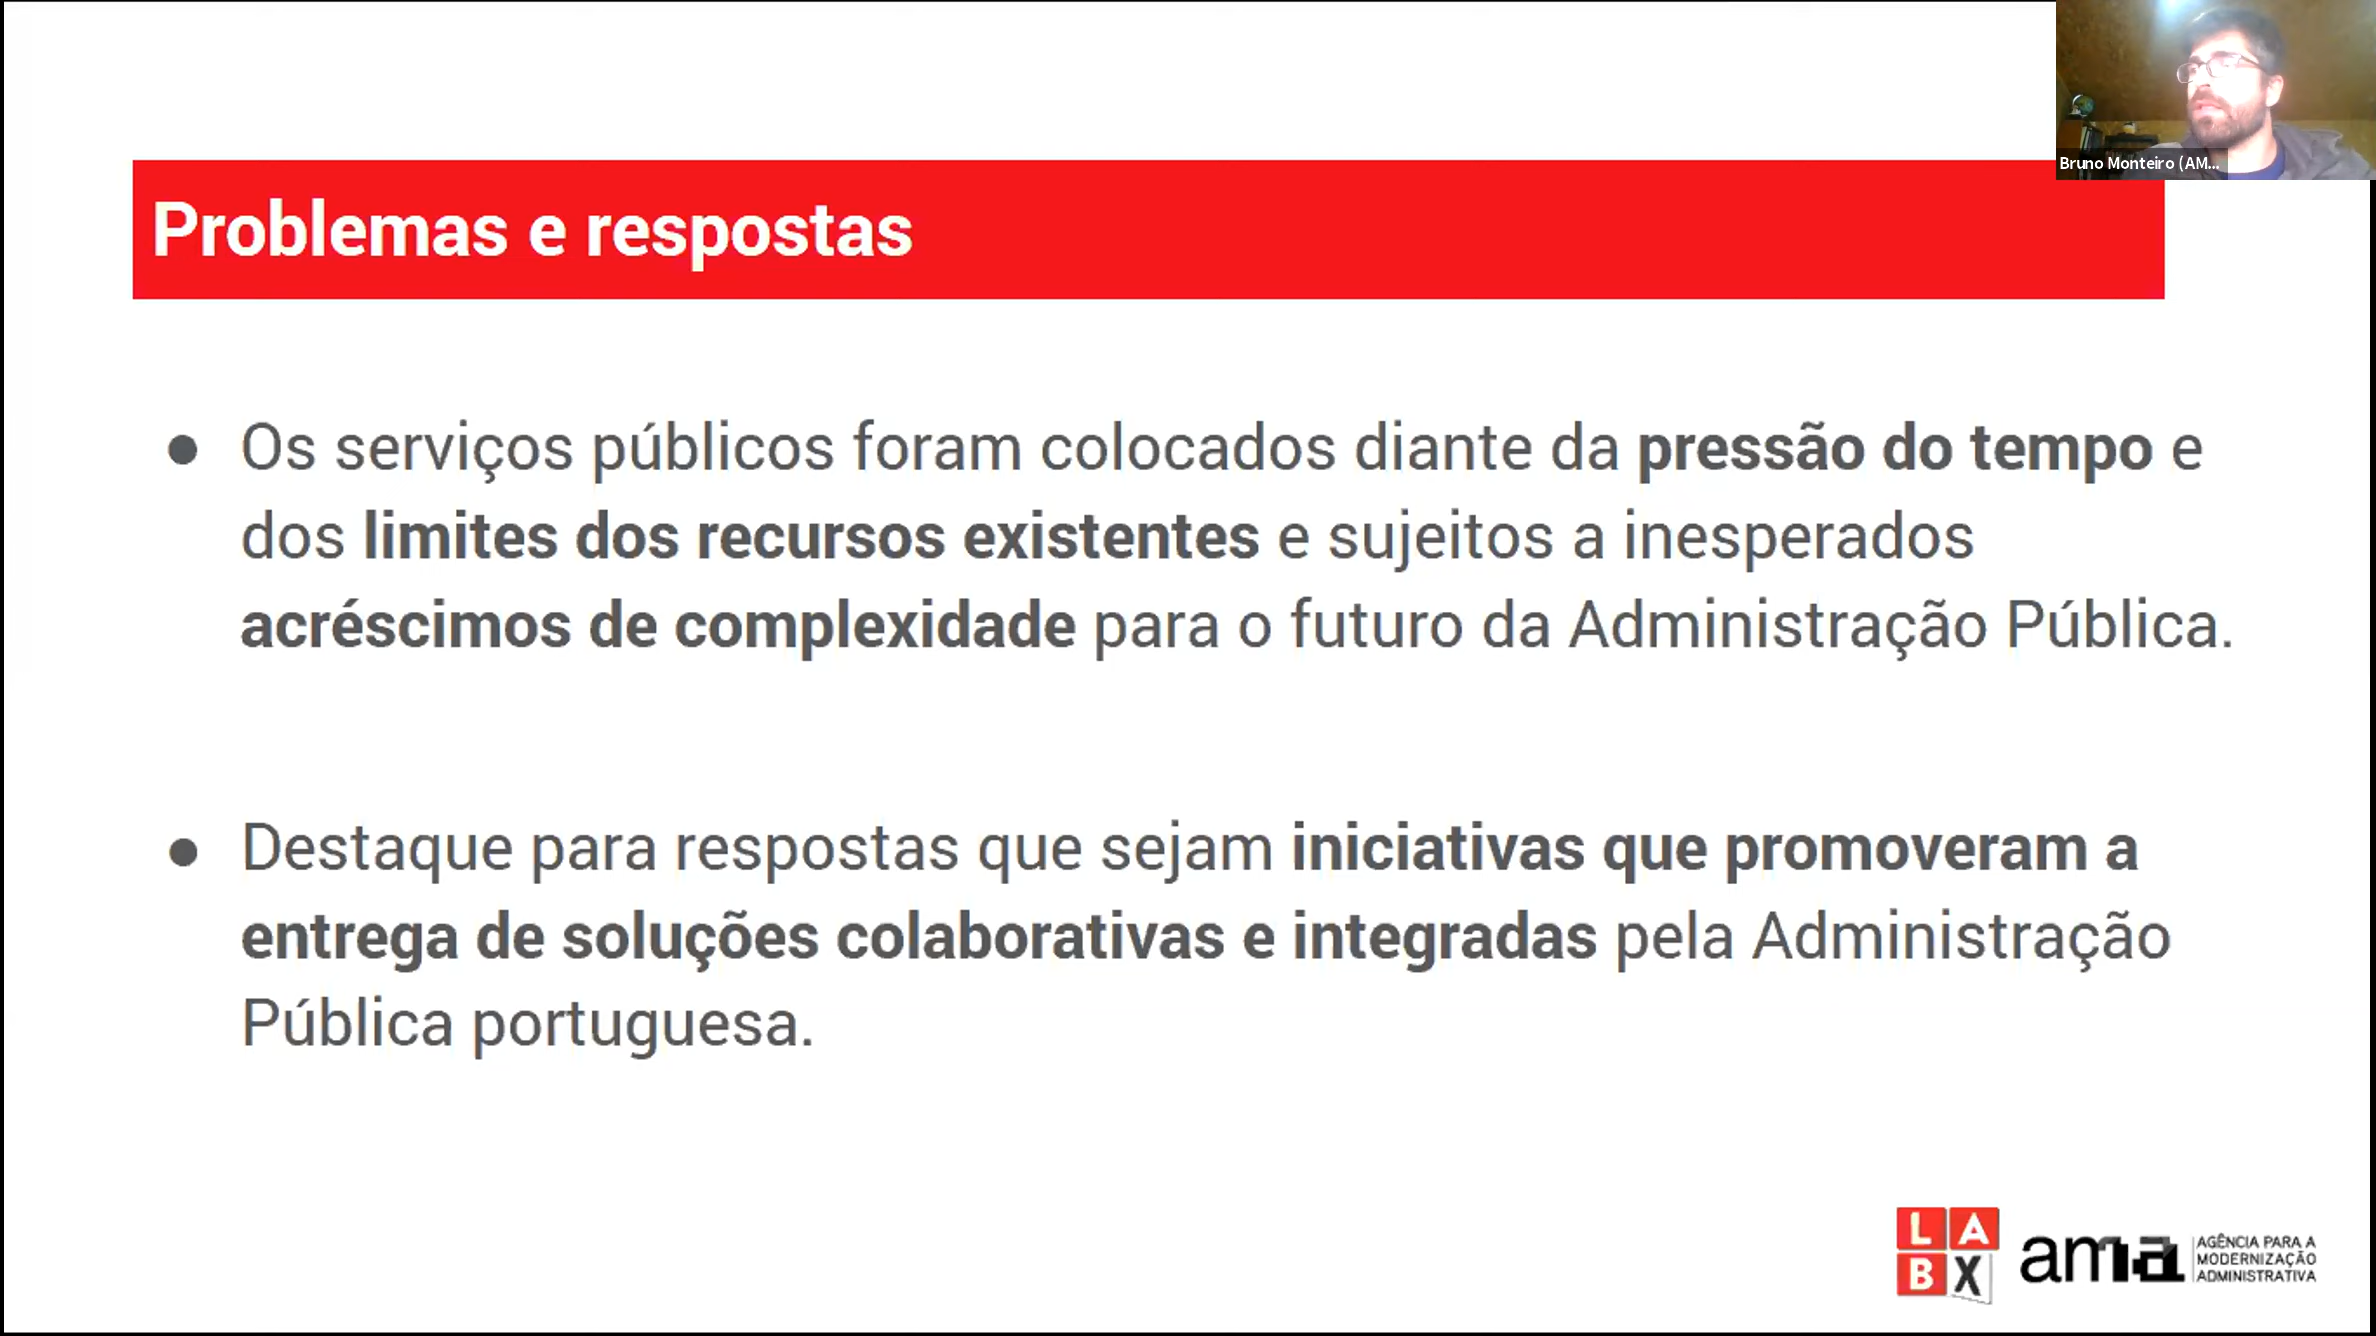 Bruno Monteiro (AM...
Problemas e respostas
● Os serviços públicos foram colocados diante da pressão do tempo e
dos limites dos recursos existentes e sujeitos a inesperados
acréscimos de complexidade para o futuro da Administração Pública.
● Destaque para respostas que sejam iniciativas que promoveram a
entrega de soluções colaborativas e integradas pela Administração
Pública portuguesa.
LA
BX
ama
AGÊNCIA PARA A
MODERNIZAÇÃO
ADMINISTRATIVA